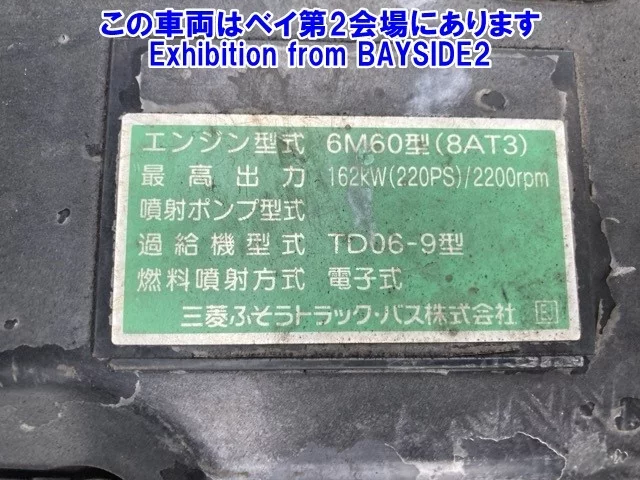 この車両はベイ第2会場にあります
Exhibition from BAYSIDE2
エンジン型式 6M60型(8AT3)
最高出力 162kW(220PS)/2200rpm
噴射ポンプ型式
過給機型式 TD06-9型
燃料噴射方式 電子式
三菱ふそうトラック・バス株式会社